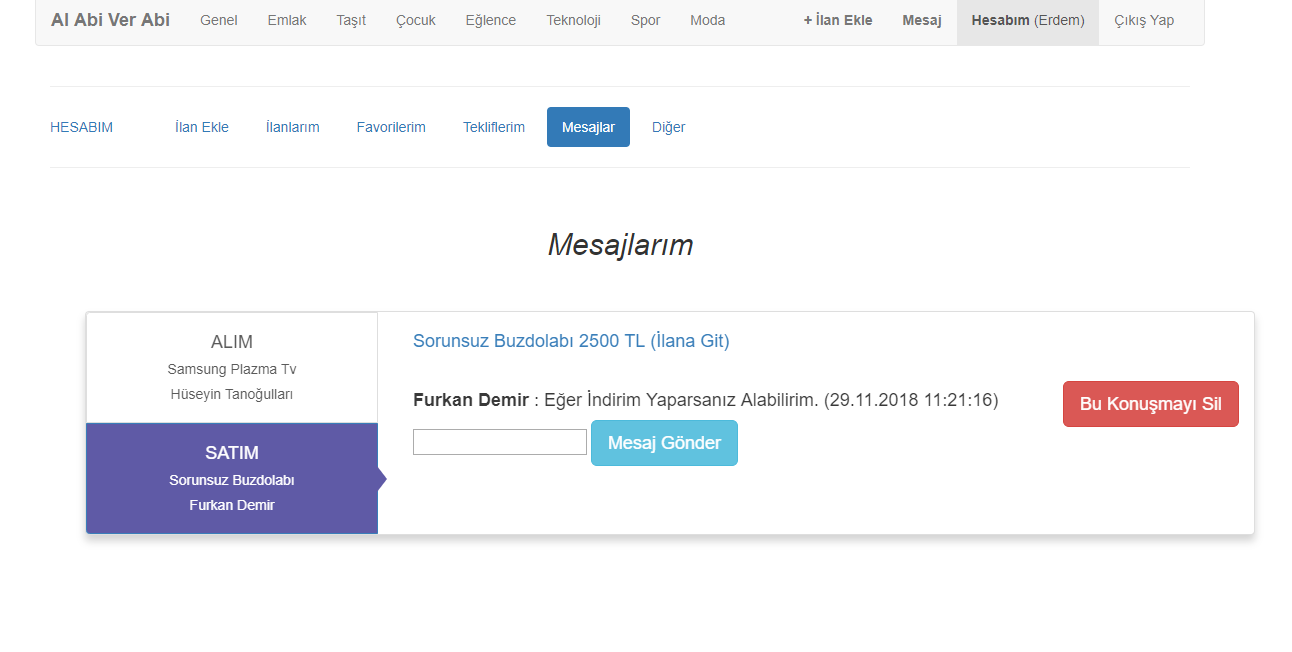 Al Abi Ver Abi Genel Emlak Taşıt Çocuk Eğlence Teknoloji Spor Moda + İlan Ekle Mesaj Hesabım (Erdem) Çıkış Yap
HESABIM İlan Ekle İlanlarım Favorilerim Tekliflerim Mesajlar Diğer
Mesajlarım
ALIM
Samsung Plazma Tv
Hüseyin Tanoğulları
SATIM
Sorunsuz Buzdolabı
Furkan Demir
Sorunsuz Buzdolabı 2500 TL (İlana Git)
Furkan Demir : Eğer İndirim Yaparsanız Alabilirim. (29.11.2018 11:21:16)
Mesaj Gönder
Bu Konuşmayı Sil